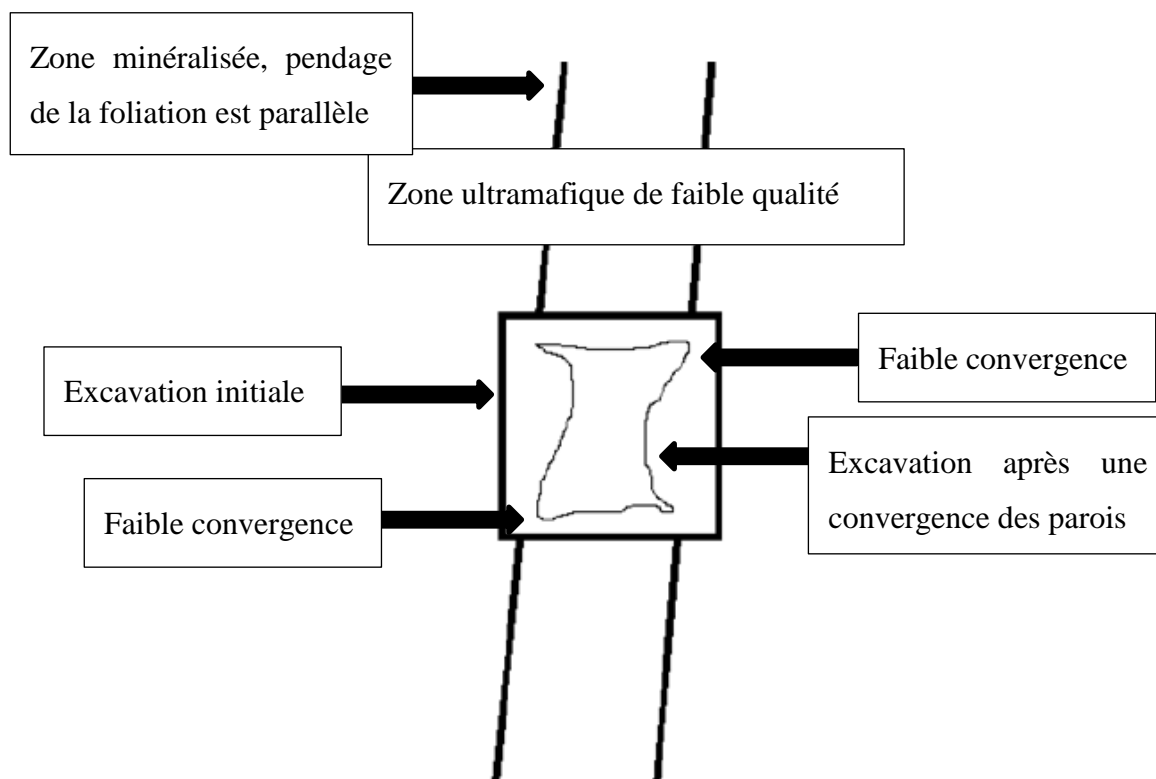 Zone minéralisée, pendage
de la foliation est parallèle
Zone ultramafique de faible qualité
Faible convergence
Excavation initiale
Excavation après une
convergence des parois
Faible convergence